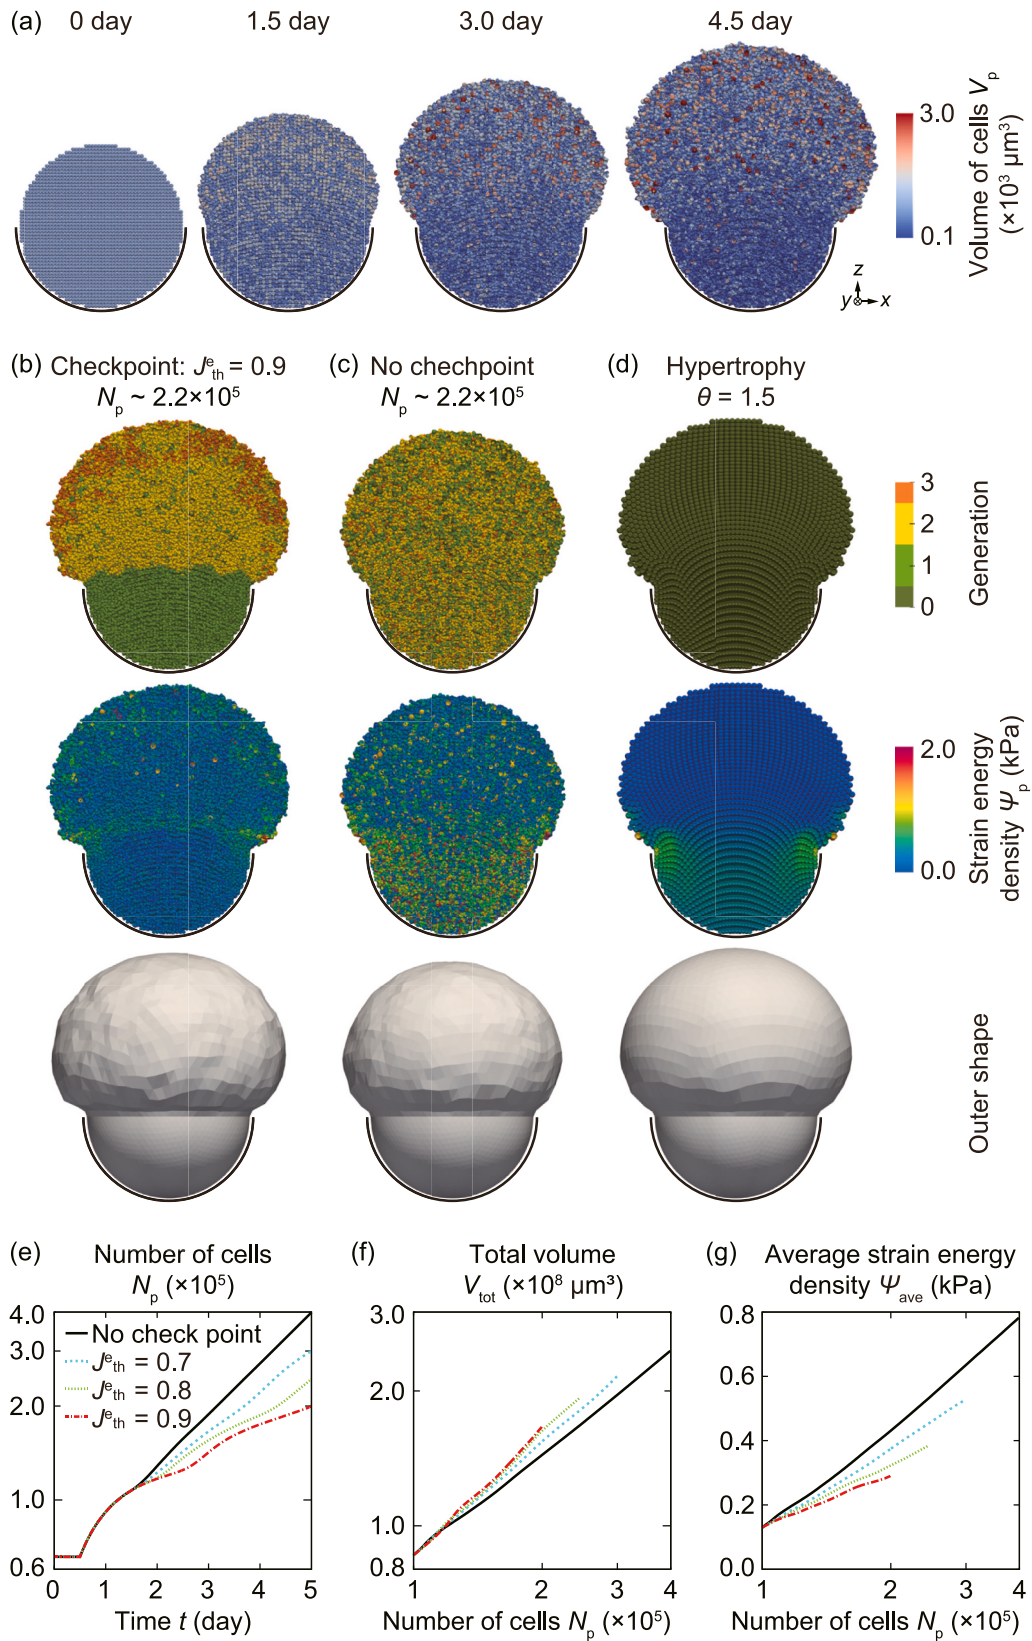 (a) 0 day 1.5 day 3.0 day 4.5 day
3.0
0.1
Volume of cells Vₚ
(×10³ μm³)
z
y x
(b) Checkpoint: Jᵉth = 0.9
Nₚ ~ 2.2×10⁵
(c) No chechpoint
Nₚ ~ 2.2×10⁵
(d) Hypertrophy
θ = 1.5
3
2
1
0
Generation
2.0
0.0
Strain energy
density Ψₚ (kPa)
Outer shape
(e) Number of cells
Nₚ (×10⁵)
4.0
3.0
2.0
1.0
0.6
No check point
Jᵉth = 0.7
Jᵉth = 0.8
Jᵉth = 0.9
0 1 2 3 4 5
Time t (day)
(f) Total volume
Vtot (×10⁸ μm³)
3.0
2.0
1.0
0.8
1 2 3 4
Number of cells Nₚ (×10⁵)
(g) Average strain energy
density Ψave (kPa)
0.8
0.6
0.4
0.2
0.0
1 2 3 4
Number of cells Nₚ (×10⁵)